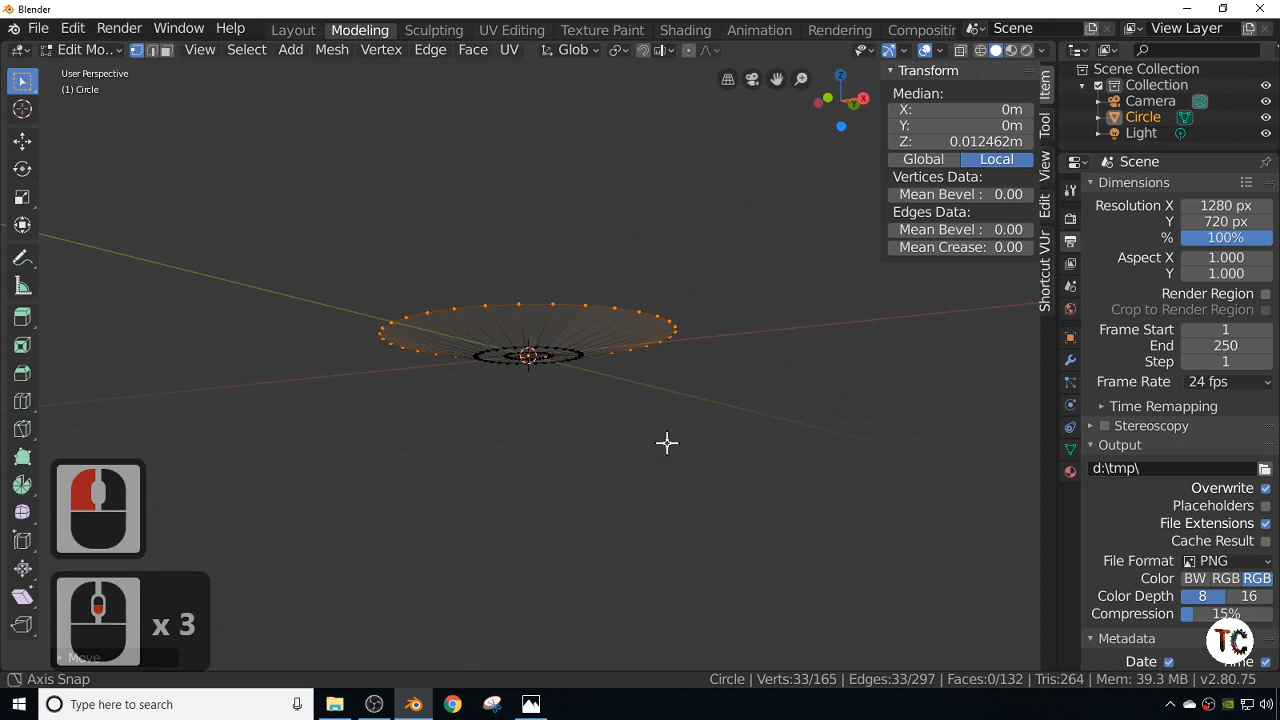 Blender
File Edit Render Window Help Layout Modeling Sculpting UV Editing Texture Paint Shading Animation Rendering Compositir Scene View Layer
Edit Mo... View Select Add Mesh Vertex Edge Face UV Glob
User Perspective
(1) Circle
Transform
Median:
X: 0m
Y: 0m
Z: 0.012462m
Global Local
Vertices Data:
Mean Bevel : 0.00
Edges Data:
Mean Bevel : 0.00
Mean Crease: 0.00
Item
Tool
View
Edit
Shortcut VUr
Z
X
Y
Scene Collection
Collection
Camera
Circle
Light
Scene
Dimensions
Resolution X 1280 px
Y 720 px
% 100%
Aspect X 1.000
Y 1.000
Render Region
Crop to Render Region
Frame Start 1
End 250
Step 1
Frame Rate 24 fps
Time Remapping
Stereoscopy
Output
d:\tmp\
Overwrite
Placeholders
File Extensions
Cache Result
File Format PNG
Color BW RGB RGB
Color Depth 8 16
Compression 15%
Metadata
Date Time
x 3
Move
TC
Axis Snap
Circle | Verts:33/165 | Edges:33/297 | Faces:0/132 | Tris:264 | Mem: 39.3 MB | v2.80.75
Type here to search